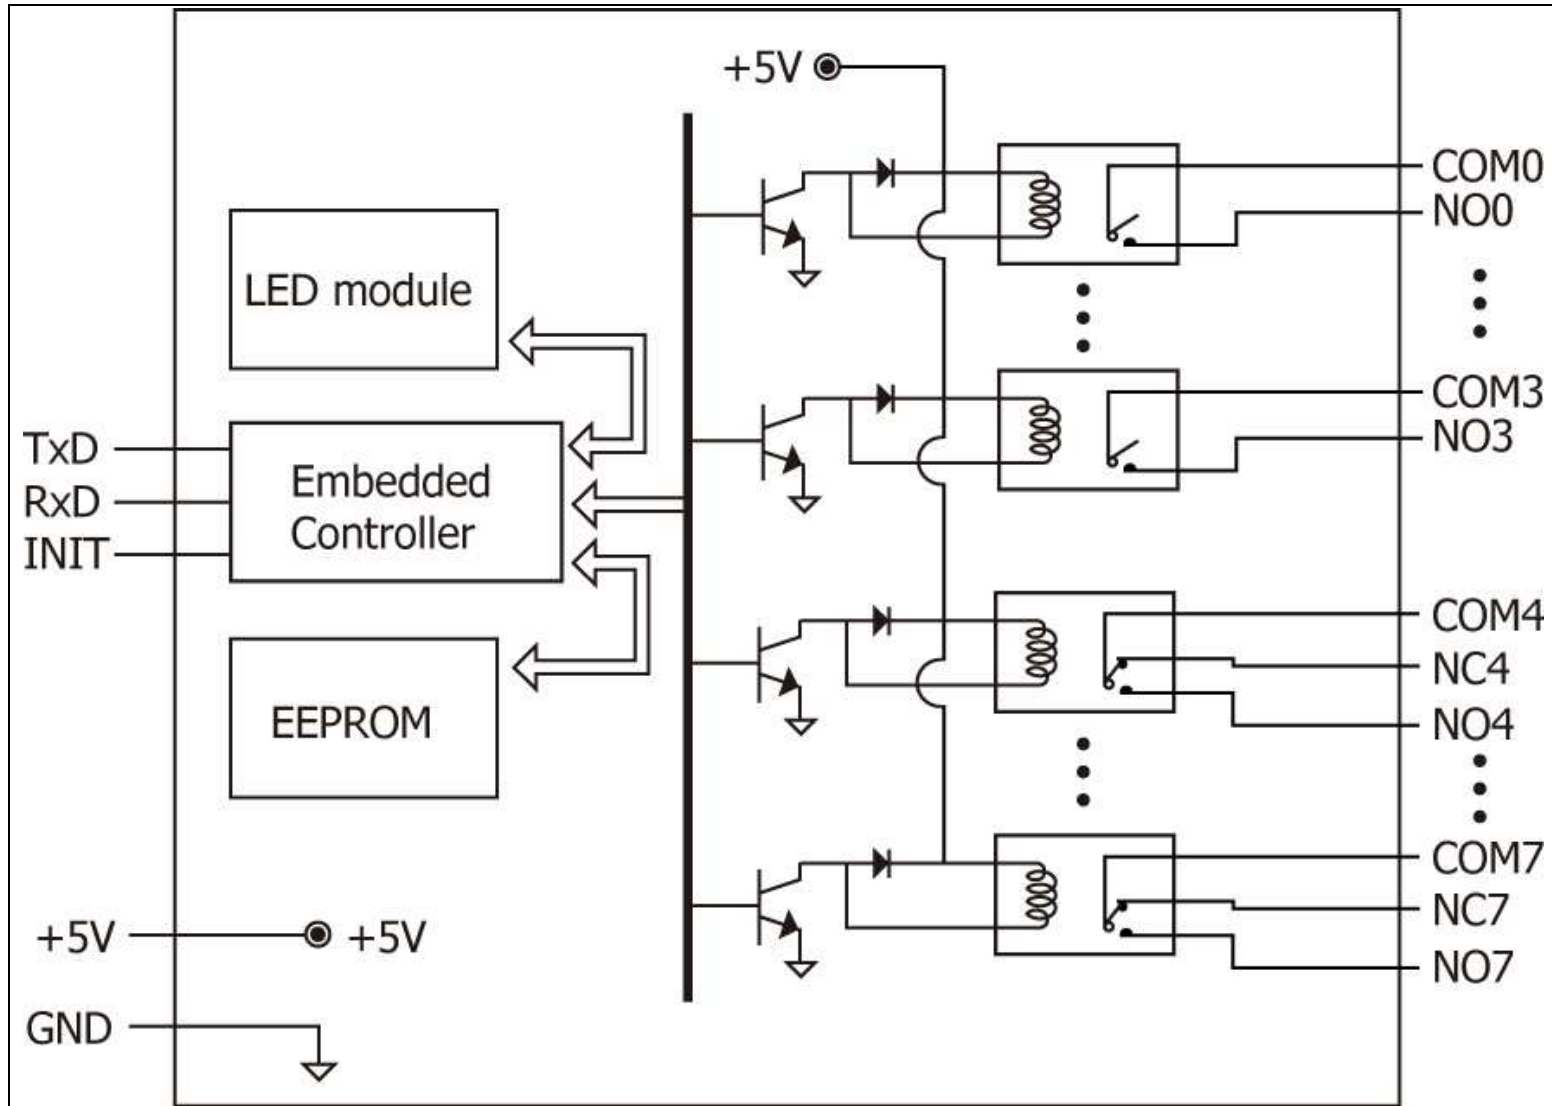 +5V
COM0
NO0
LED module
COM3
NO3
TxD
RxD
INIT
Embedded
Controller
COM4
NC4
NO4
EEPROM
COM7
NC7
NO7
+5V
+5V
GND